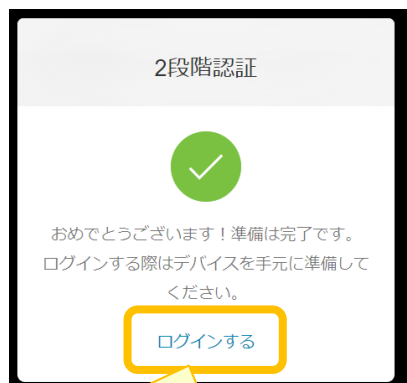 2段階認証
おめでとうございます！準備は完了です。
ログインする際はデバイスを手元に準備して
ください。
ログインする